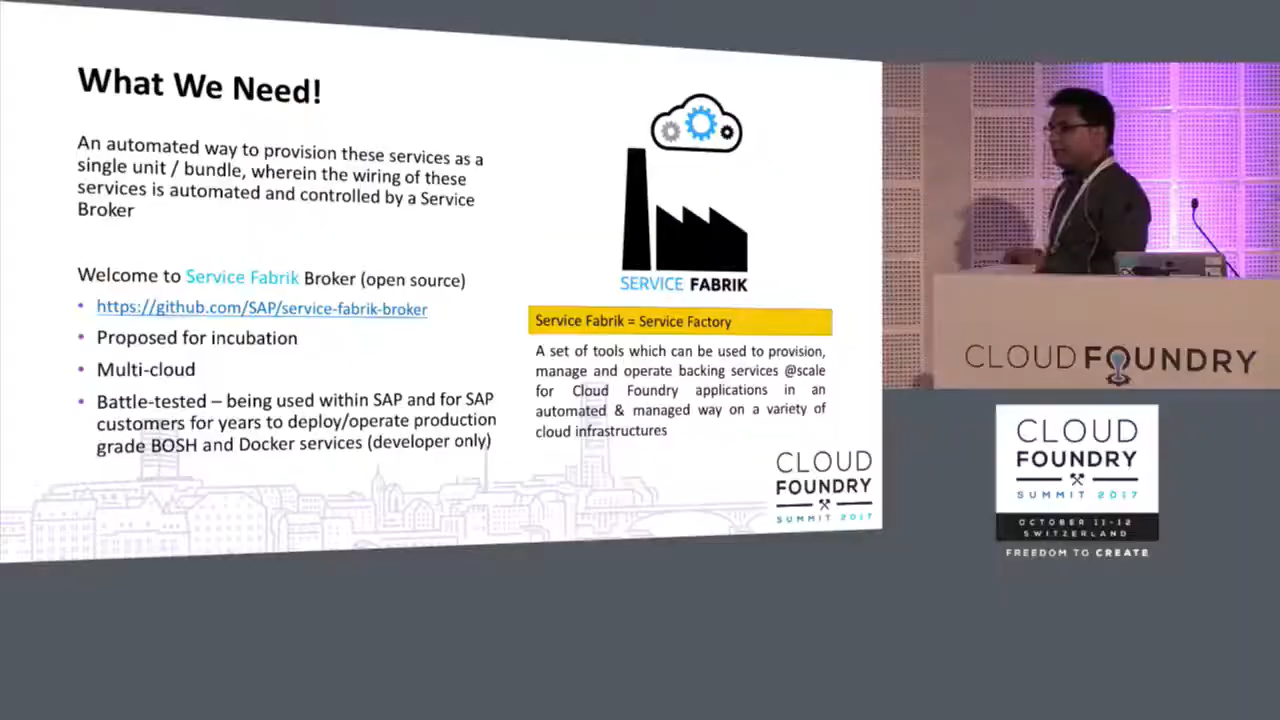 What We Need!
An automated way to provision these services as a
single unit / bundle, wherein the wiring of these
services is automated and controlled by a Service
Broker
Welcome to Service Fabrik Broker (open source)
• https://github.com/SAP/service-fabrik-broker
• Proposed for incubation
• Multi-cloud
• Battle-tested – being used within SAP and for SAP
customers for years to deploy/operate production
grade BOSH and Docker services (developer only)
SERVICE FABRIK
Service Fabrik = Service Factory
A set of tools which can be used to provision,
manage and operate backing services @scale
for Cloud Foundry applications in an
automated & managed way on a variety of
cloud infrastructures
CLOUD
FOUNDRY
SUMMIT 2017
CLOUD FOUNDRY
CLOUD
FOUNDRY
SUMMIT 2017
OCTOBER 11-12
SWITZERLAND
FREEDOM TO CREATE